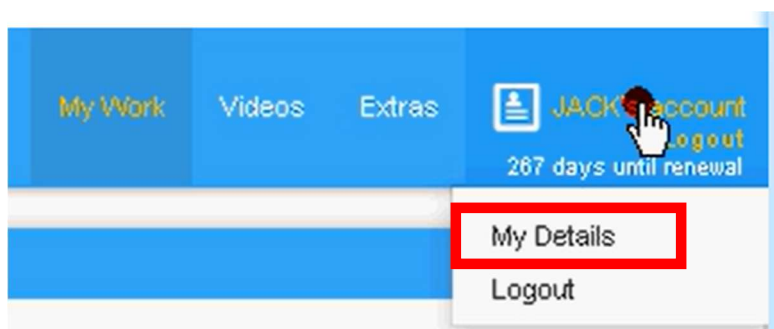 My Work Videos Extras JACK's account
Logout
267 days until renewal
My Details
Logout